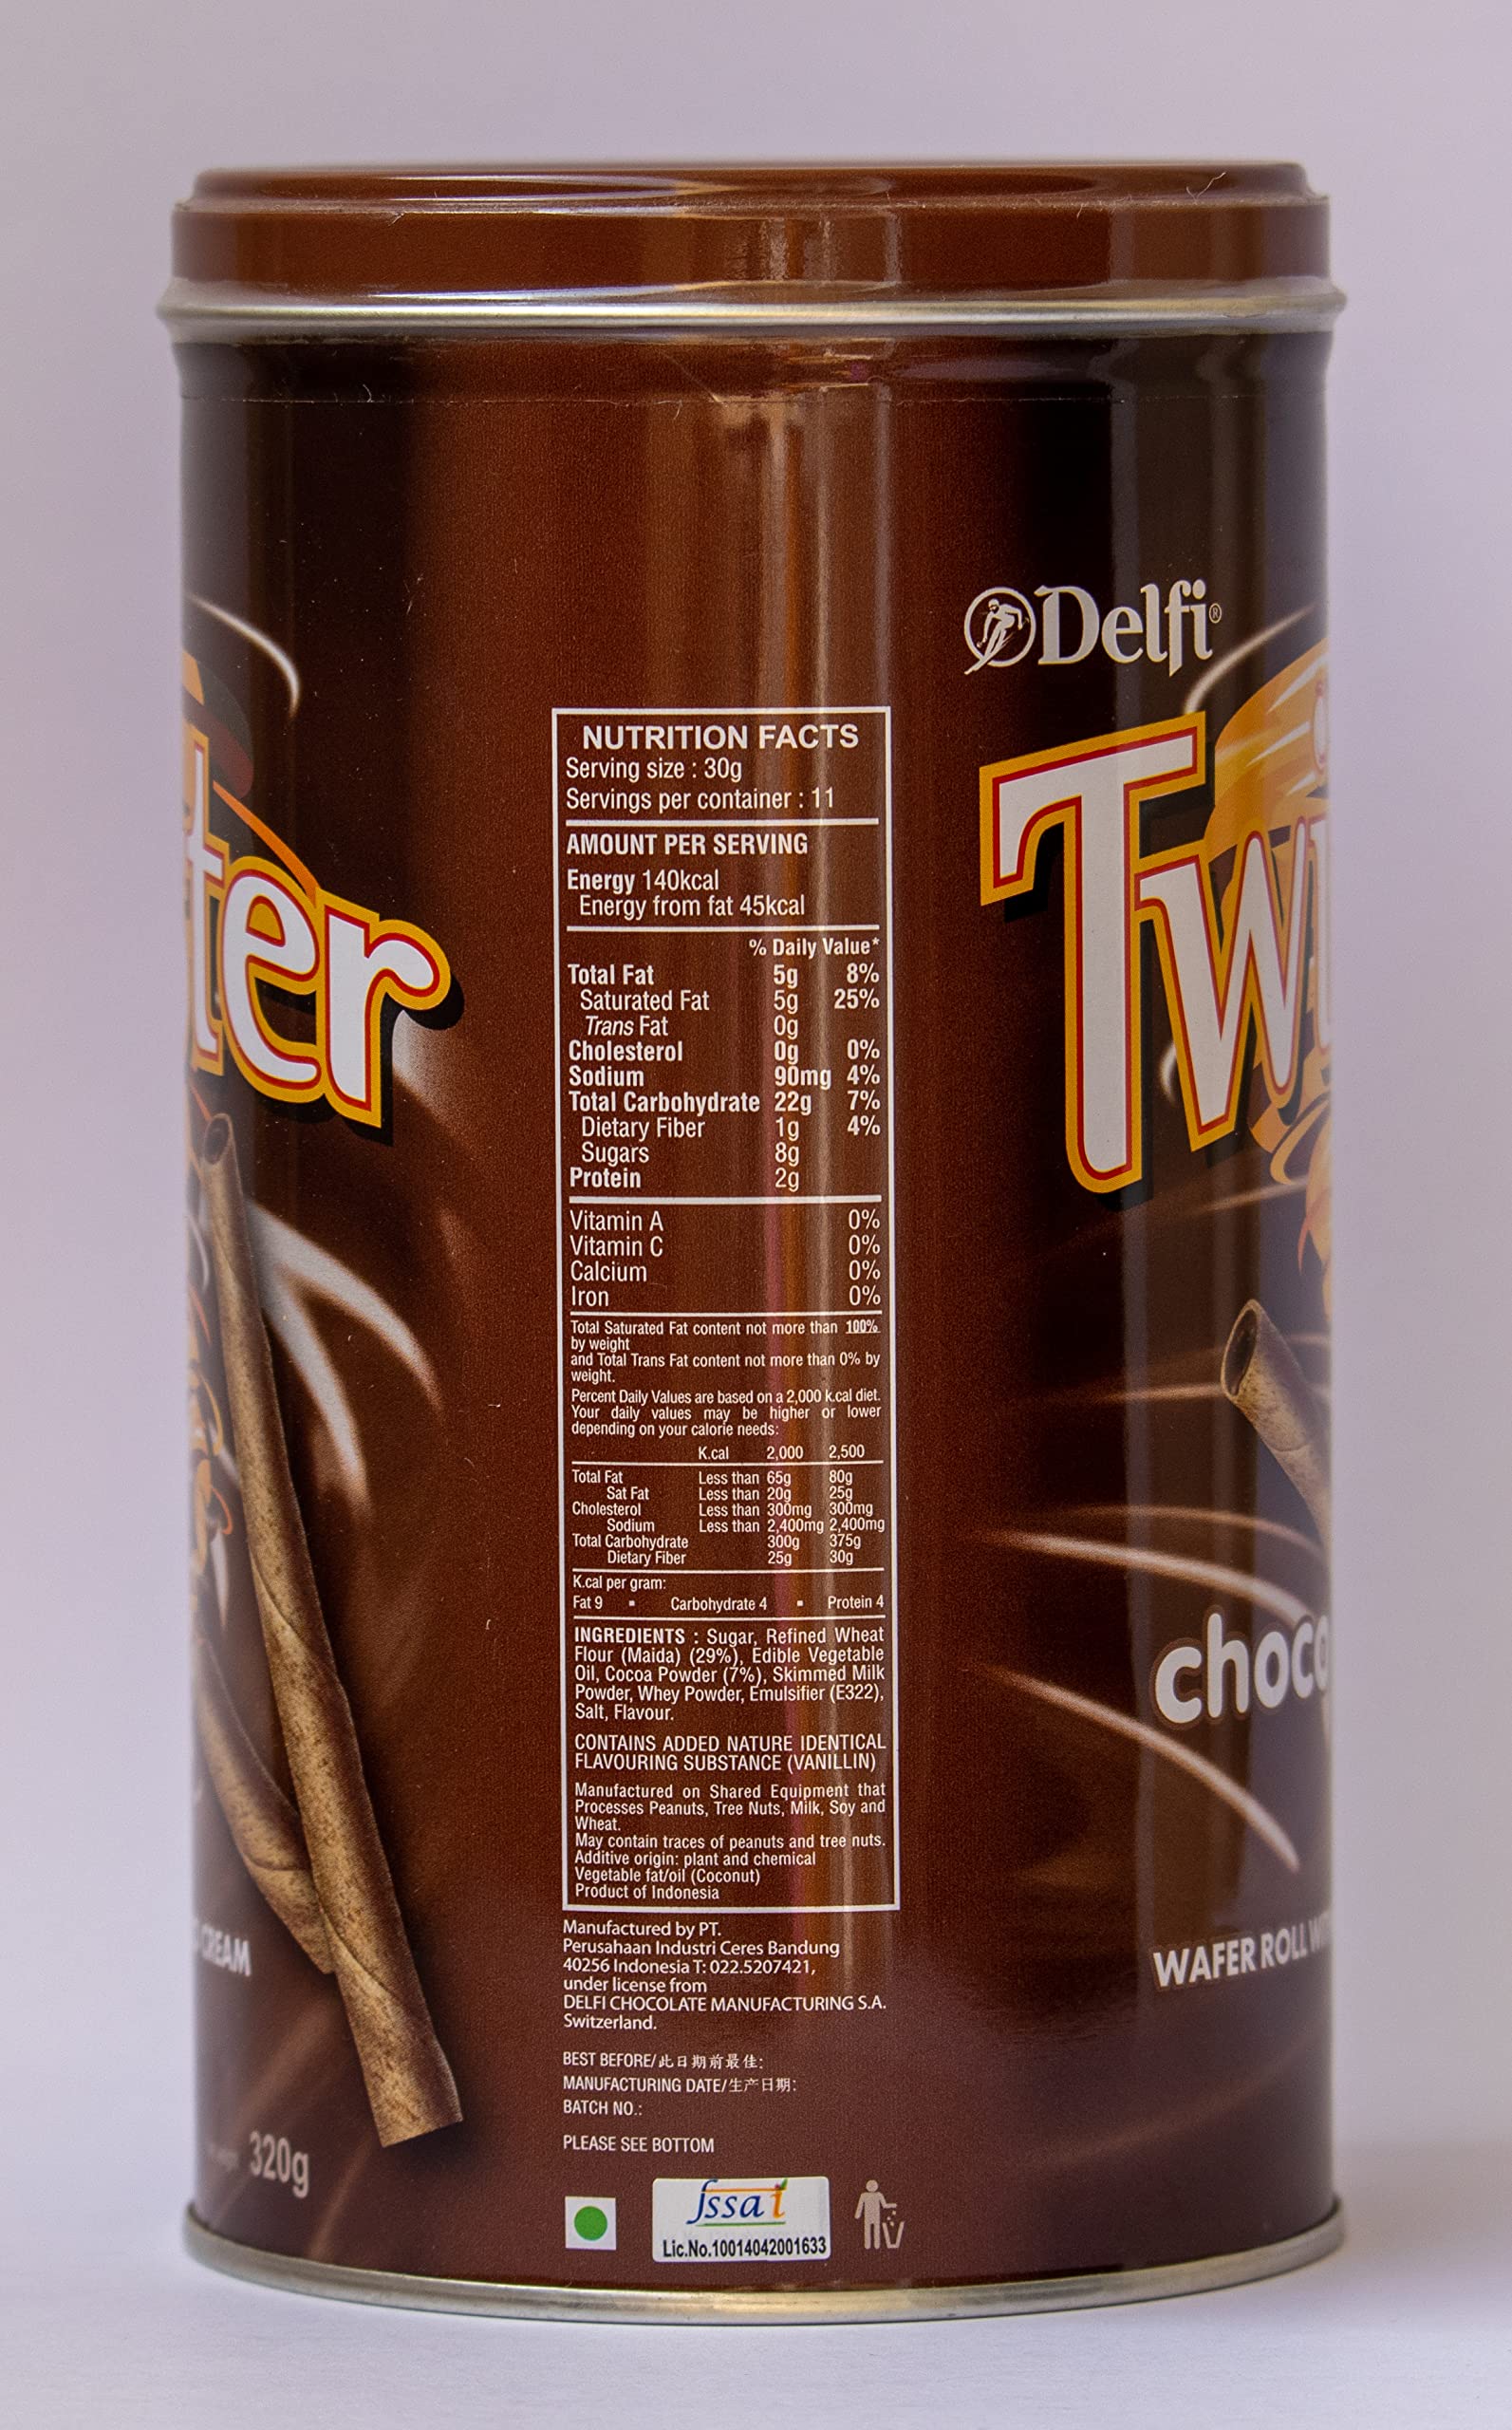 Delfi®
Twi
ter
NUTRITION FACTS
Serving size : 30g
Servings per container : 11
AMOUNT PER SERVING
Energy 140kcal
Energy from fat 45kcal
% Daily Value*
Total Fat 5g 8%
Saturated Fat 5g 25%
Trans Fat 0g
Cholesterol 0g 0%
Sodium 90mg 4%
Total Carbohydrate 22g 7%
Dietary Fiber 1g 4%
Sugars 8g
Protein 2g
Vitamin A 0%
Vitamin C 0%
Calcium 0%
Iron 0%
Total Saturated Fat content not more than 100%
by weight
and Total Trans Fat content not more than 0% by
weight.
Percent Daily Values are based on a 2,000 k.cal diet.
Your daily values may be higher or lower
depending on your calorie needs:
K.cal 2,000 2,500
Total Fat Less than 65g 80g
Sat Fat Less than 20g 25g
Cholesterol Less than 300mg 300mg
Sodium Less than 2,400mg 2,400mg
Total Carbohydrate 300g 375g
Dietary Fiber 25g 30g
K.cal per gram:
Fat 9 ▪ Carbohydrate 4 ▪ Protein 4
INGREDIENTS : Sugar, Refined Wheat
Flour (Maida) (29%), Edible Vegetable
Oil, Cocoa Powder (7%), Skimmed Milk
Powder, Whey Powder, Emulsifier (E322),
Salt, Flavour.
CONTAINS ADDED NATURE IDENTICAL
FLAVOURING SUBSTANCE (VANILLIN)
Manufactured on Shared Equipment that
Processes Peanuts, Tree Nuts, Milk, Soy and
Wheat.
May contain traces of peanuts and tree nuts.
Additive origin: plant and chemical
Vegetable fat/oil (Coconut)
Product of Indonesia
Manufactured by PT.
Perusahaan Industri Ceres Bandung
40256 Indonesia T: 022.5207421,
under license from
DELFI CHOCOLATE MANUFACTURING S.A.
Switzerland.
BEST BEFORE/此日期前最佳:
MANUFACTURING DATE/生产日期:
BATCH NO.:
PLEASE SEE BOTTOM
fssai
Lic.No.10014042001633
choco
WAFER ROLL WIT
CREAM
320g